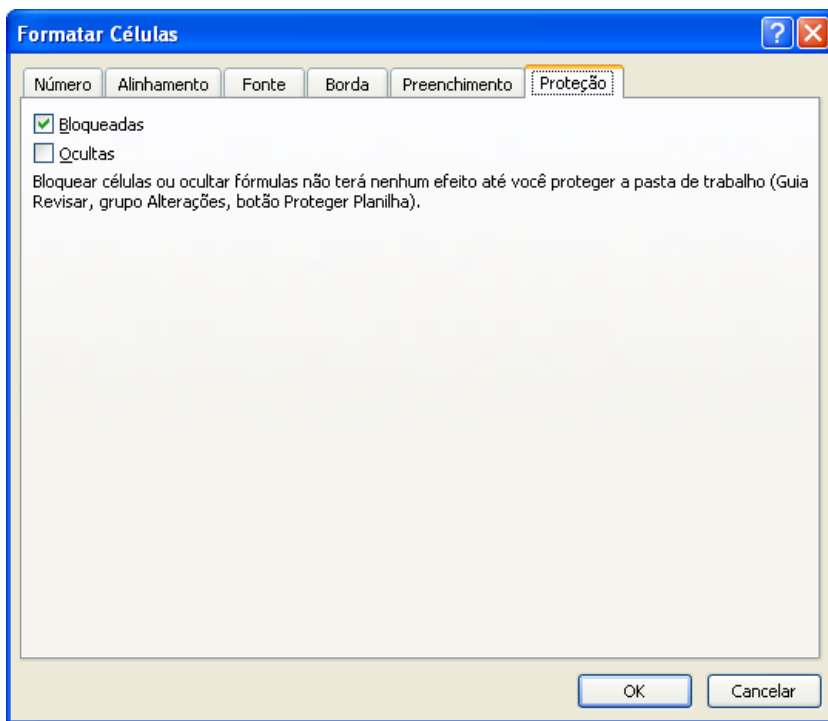 Formatar Células
Número Alinhamento Fonte Borda Preenchimento Proteção
Bloqueadas
Ocultas
Bloquear células ou ocultar fórmulas não terá nenhum efeito até você proteger a pasta de trabalho (Guia
Revisar, grupo Alterações, botão Proteger Planilha).
OK Cancelar